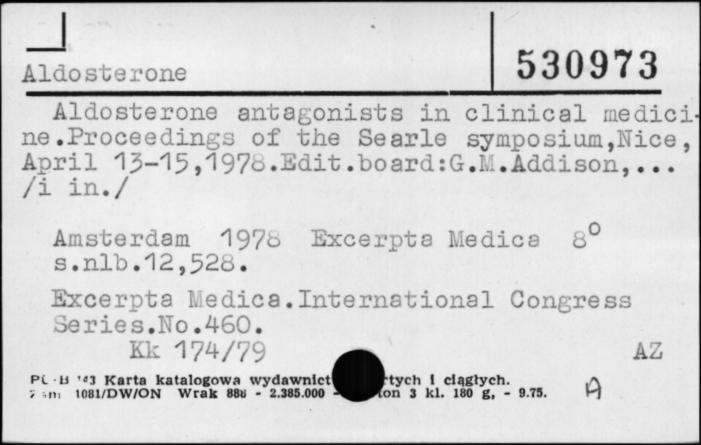 530973
Aldosterone
Aldosterone antagonists in clinical medici-
ne.Proceedings of the Searle symposium,Nice,
April 13-15,1978.Edit.board:G.M.Addison,...
/i in./
Amsterdam 1978 Excerpta Medica 8°
s.nlb.12,528.
Excerpta Medica.International Congress
Series.No.460.
Kk 174/79 AZ
Karta katalogowa ciągłych.
1081/DW/ON Wrak 888 - 2.385.000 3 kl. 180 g, - 9.75. A